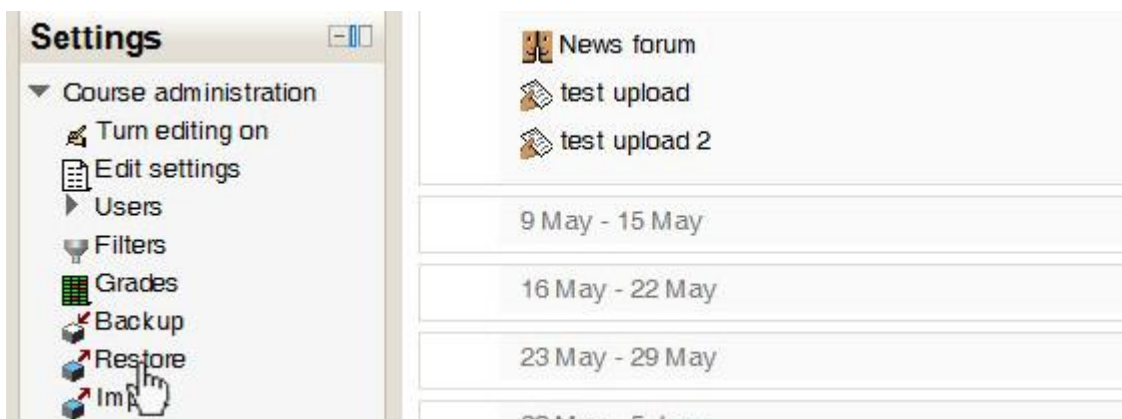 Settings
Course administration
Turn editing on
Edit settings
Users
Filters
Grades
Backup
Restore
News forum
test upload
test upload 2
9 May - 15 May
16 May - 22 May
23 May - 29 May